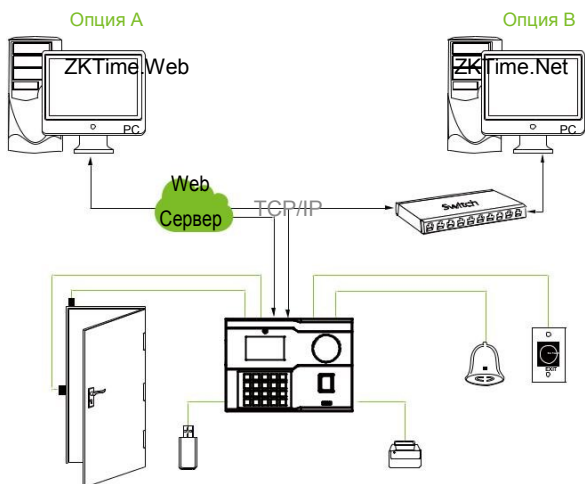 Опция A
Опция B
ZKTime.Web
ZKTime.Net
PC
PC
Web
Сервер
TCP/IP
Switch
EXIT